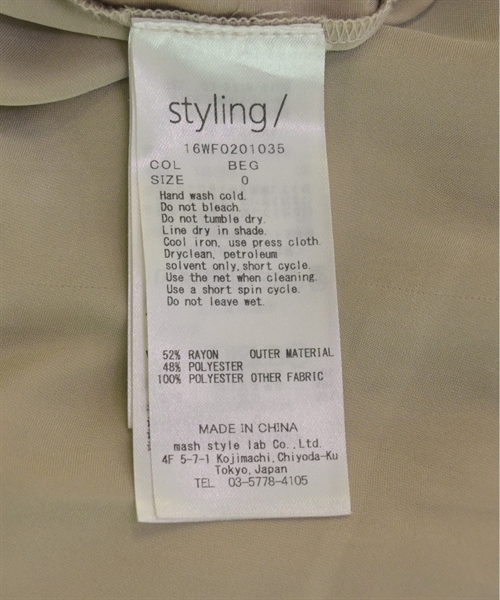 styling/
16WF0201035
COL BEG
SIZE 0
Hand wash cold.
Do not bleach.
Do not tumble dry.
Line dry in shade.
Cool iron, use press cloth.
Dryclean, petroleum
solvent only, short cycle.
Use the net when cleaning.
Use a short spin cycle.
Do not leave wet.
52% RAYON OUTER MATERIAL
48% POLYESTER
100% POLYESTER OTHER FABRIC
MADE IN CHINA
mash style lab Co., Ltd.
4F 5-7-1 Kojimachi, Chiyoda-Ku
Tokyo, Japan
TEL 03-5778-4105